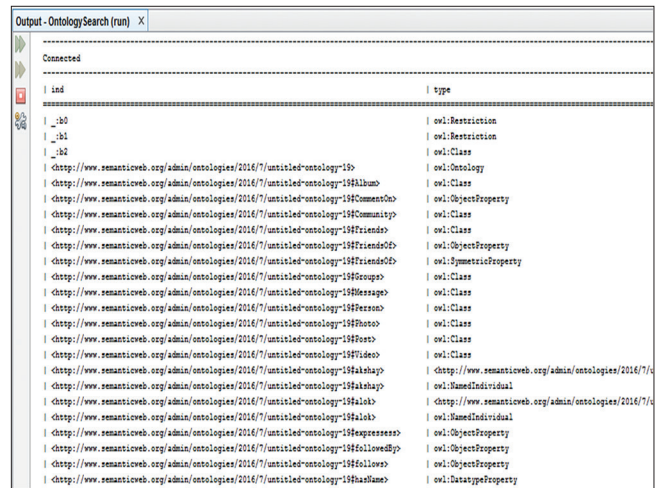 Output - OntologySearch (run) X
Connected
| ind | type
| _:b0 | owl:Restriction
| _:b1 | owl:Restriction
| _:b2 | owl:Class
| <http://www.semanticweb.org/admin/ontologies/2016/7/untitled-ontology-19> | owl:Ontology
| <http://www.semanticweb.org/admin/ontologies/2016/7/untitled-ontology-19#Album> | owl:Class
| <http://www.semanticweb.org/admin/ontologies/2016/7/untitled-ontology-19#CommentOn> | owl:ObjectProperty
| <http://www.semanticweb.org/admin/ontologies/2016/7/untitled-ontology-19#Community> | owl:Class
| <http://www.semanticweb.org/admin/ontologies/2016/7/untitled-ontology-19#Friends> | owl:Class
| <http://www.semanticweb.org/admin/ontologies/2016/7/untitled-ontology-19#FriendsOf> | owl:ObjectProperty
| <http://www.semanticweb.org/admin/ontologies/2016/7/untitled-ontology-19#FriendsOf> | owl:SymmetricProperty
| <http://www.semanticweb.org/admin/ontologies/2016/7/untitled-ontology-19#Groups> | owl:Class
| <http://www.semanticweb.org/admin/ontologies/2016/7/untitled-ontology-19#Message> | owl:Class
| <http://www.semanticweb.org/admin/ontologies/2016/7/untitled-ontology-19#Person> | owl:Class
| <http://www.semanticweb.org/admin/ontologies/2016/7/untitled-ontology-19#Photo> | owl:Class
| <http://www.semanticweb.org/admin/ontologies/2016/7/untitled-ontology-19#Post> | owl:Class
| <http://www.semanticweb.org/admin/ontologies/2016/7/untitled-ontology-19#Video> | owl:Class
| <http://www.semanticweb.org/admin/ontologies/2016/7/untitled-ontology-19#akshay> | <http://www.semanticweb.org/admin/ontologies/2016/7/u
| <http://www.semanticweb.org/admin/ontologies/2016/7/untitled-ontology-19#akshay> | owl:NamedIndividual
| <http://www.semanticweb.org/admin/ontologies/2016/7/untitled-ontology-19#alok> | <http://www.semanticweb.org/admin/ontologies/2016/7/u
| <http://www.semanticweb.org/admin/ontologies/2016/7/untitled-ontology-19#alok> | owl:NamedIndividual
| <http://www.semanticweb.org/admin/ontologies/2016/7/untitled-ontology-19#expressess> | owl:ObjectProperty
| <http://www.semanticweb.org/admin/ontologies/2016/7/untitled-ontology-19#followedBy> | owl:ObjectProperty
| <http://www.semanticweb.org/admin/ontologies/2016/7/untitled-ontology-19#follows> | owl:ObjectProperty
| <http://www.semanticweb.org/admin/ontologies/2016/7/untitled-ontology-19#hasName> | owl:DatatypeProperty